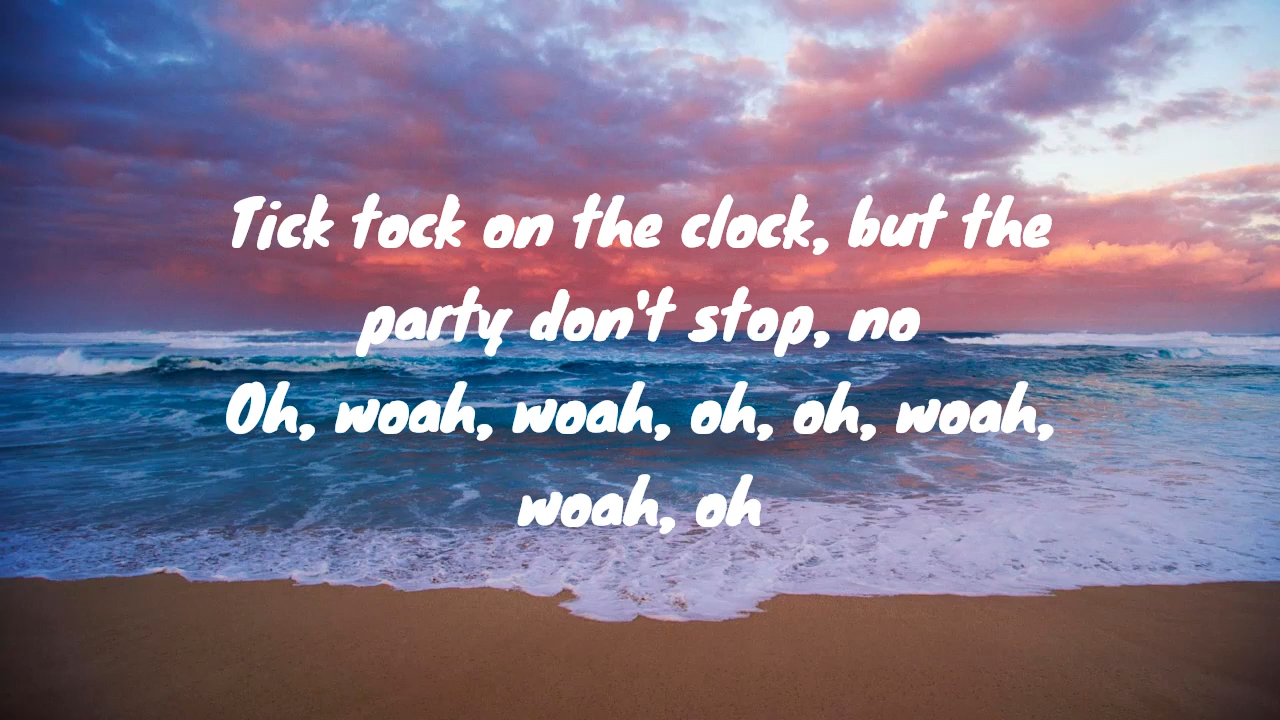 Tick tock on the clock, but the
party don't stop, no
Oh, woah, woah, oh, oh, woah,
woah, oh